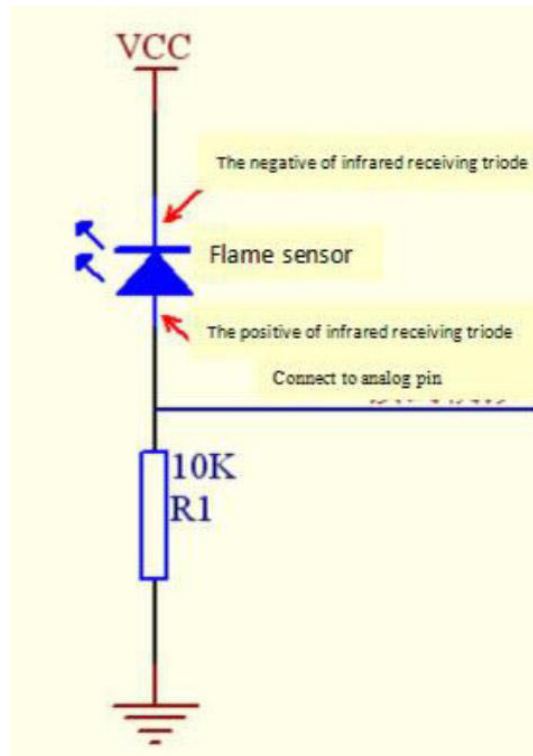 VCC
The negative of infrared receiving triode
Flame sensor
The positive of infrared receiving triode
Connect to analog pin
10K
R1